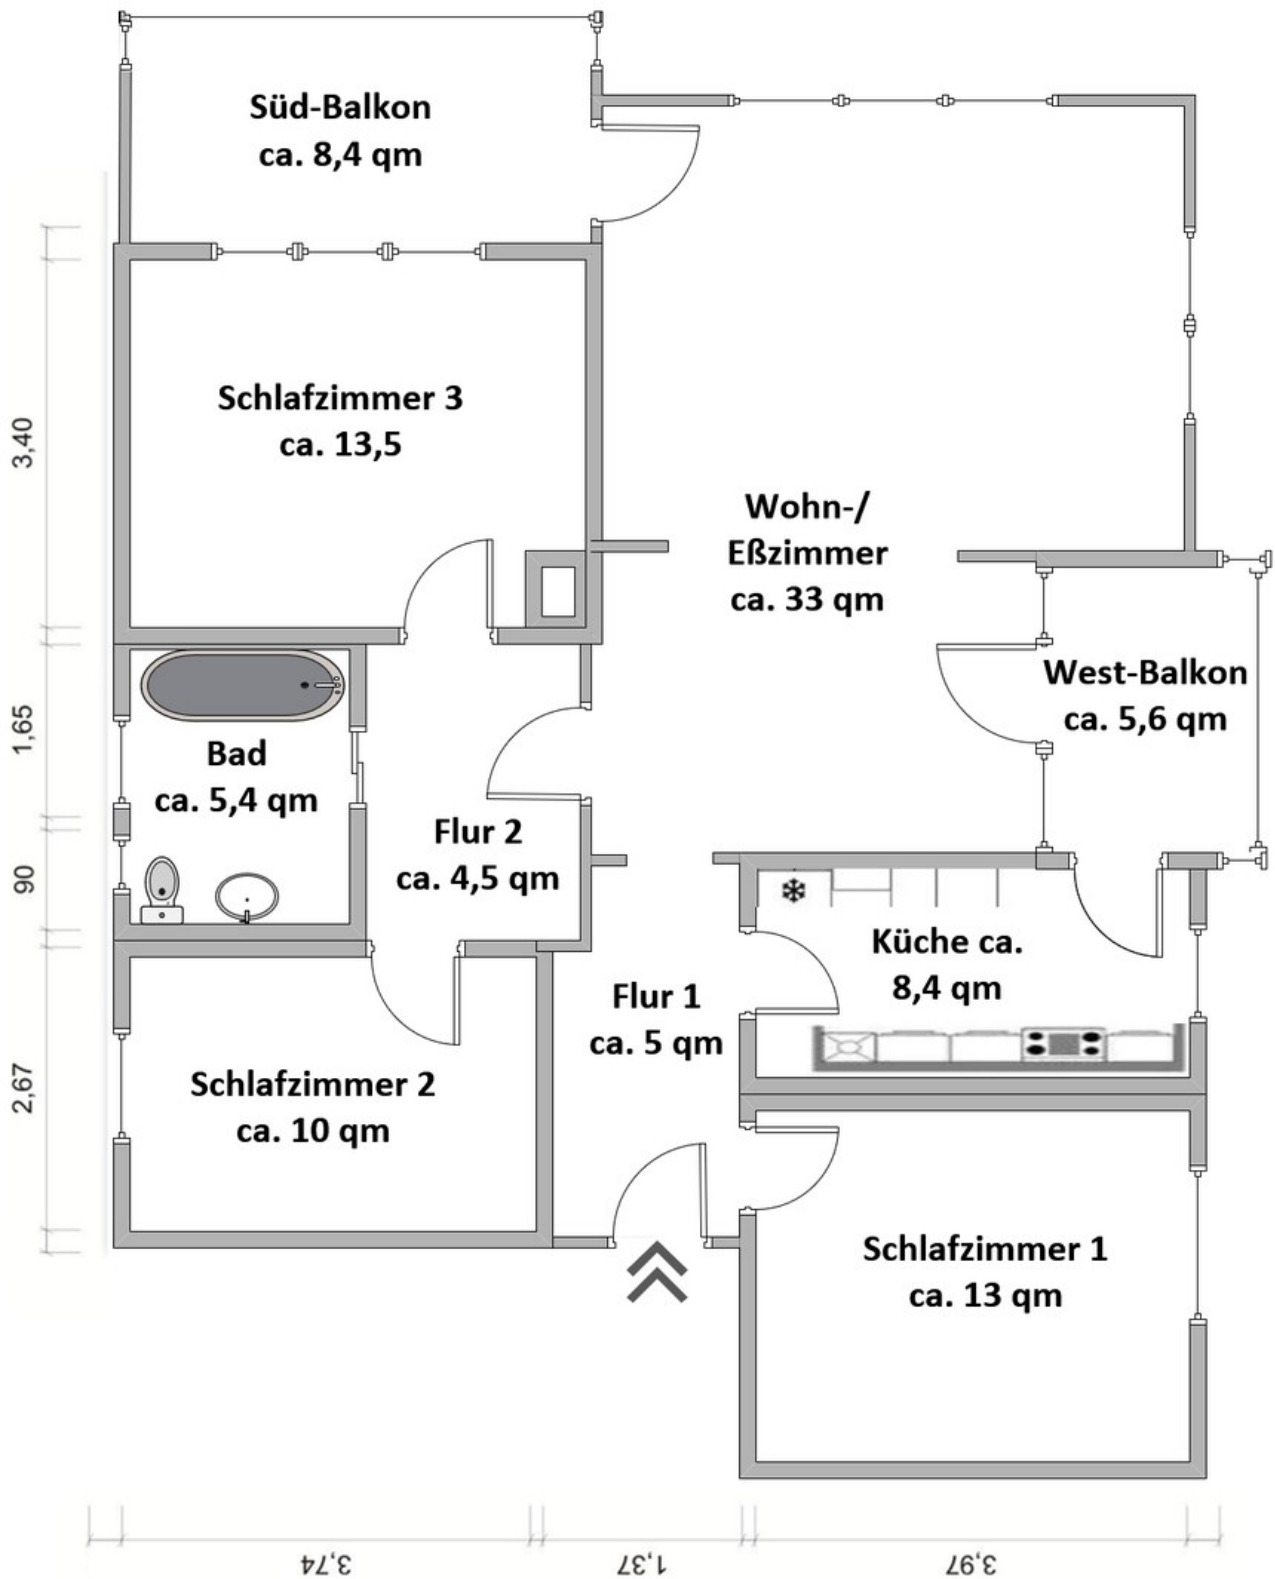 Süd-Balkon
ca. 8,4 qm
Schlafzimmer 3
ca. 13,5
Wohn-/
Eßzimmer
ca. 33 qm
West-Balkon
ca. 5,6 qm
Bad
ca. 5,4 qm
Flur 2
ca. 4,5 qm
Küche ca.
8,4 qm
Flur 1
ca. 5 qm
Schlafzimmer 2
ca. 10 qm
Schlafzimmer 1
ca. 13 qm
3,40
1,65
90
2,67
3,74
1,37
3,97